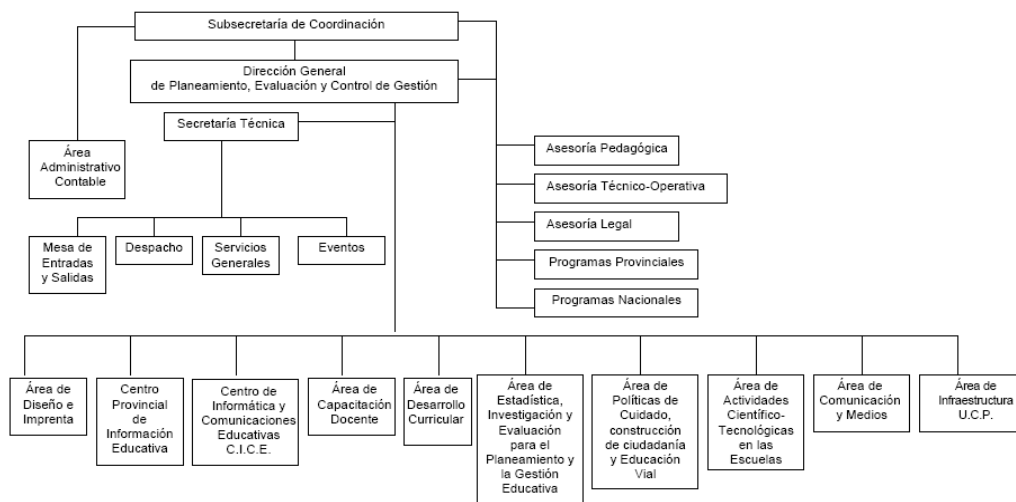 Subsecretaría de Coordinación
Dirección General
de Planeamiento, Evaluación y Control de Gestión
Secretaría Técnica
Área
Administrativo
Contable
Asesoría Pedagógica
Asesoría Técnico-Operativa
Asesoría Legal
Programas Provinciales
Programas Nacionales
Mesa de
Entradas
y Salidas
Despacho
Servicios
Generales
Eventos
Área de
Diseño e
Imprenta
Centro
Provincial
de
Información
Educativa
Centro de
Informática y
Comunicaciones
Educativas
C.I.C.E.
Área de
Capacitación
Docente
Área de
Desarrollo
Curricular
Área de
Estadística,
Investigación y
Evaluación
para el
Planeamiento y
la Gestión
Educativa
Área de
Políticas de
Cuidado,
construcción
de ciudadanía
y Educación
Vial
Área de
Actividades
Científico-
Tecnológicas
en las
Escuelas
Área de
Comunicación
y Medios
Área de
Infraestructura
U.C.P.